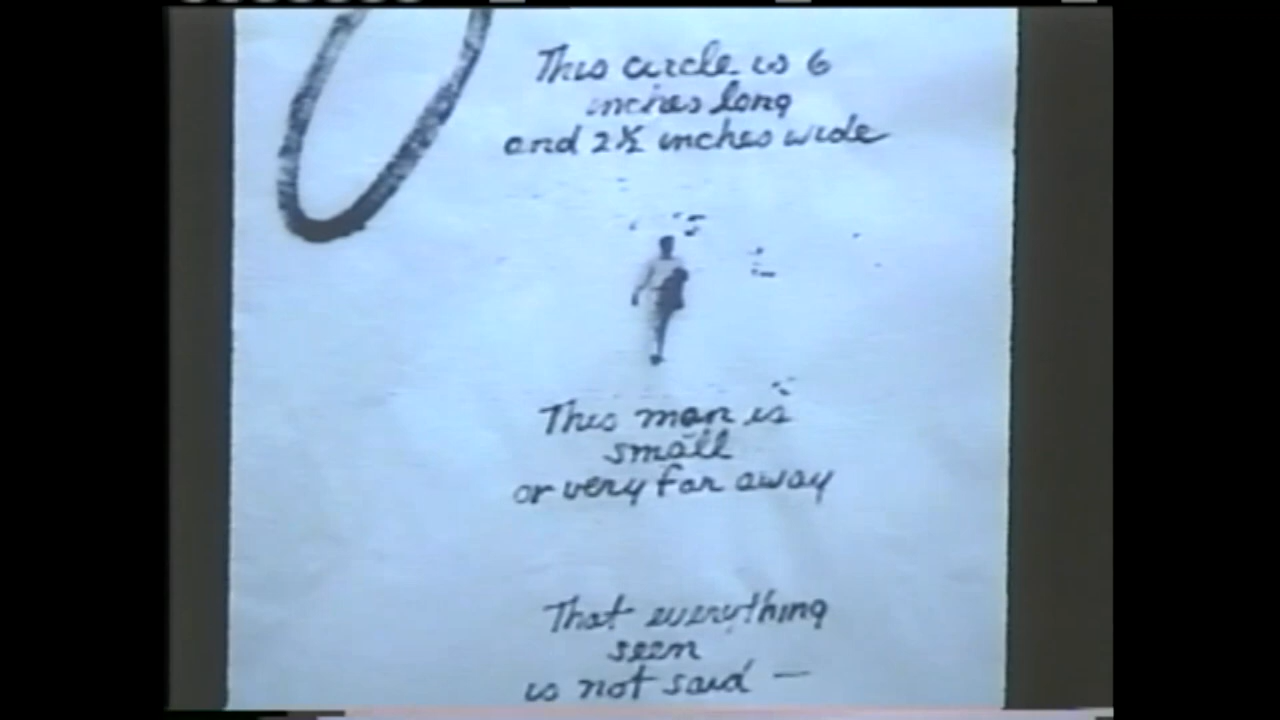 This circle is 6
inches long
and 2½ inches wide
This man is
small
or very far away
That everything
seen
is not said —